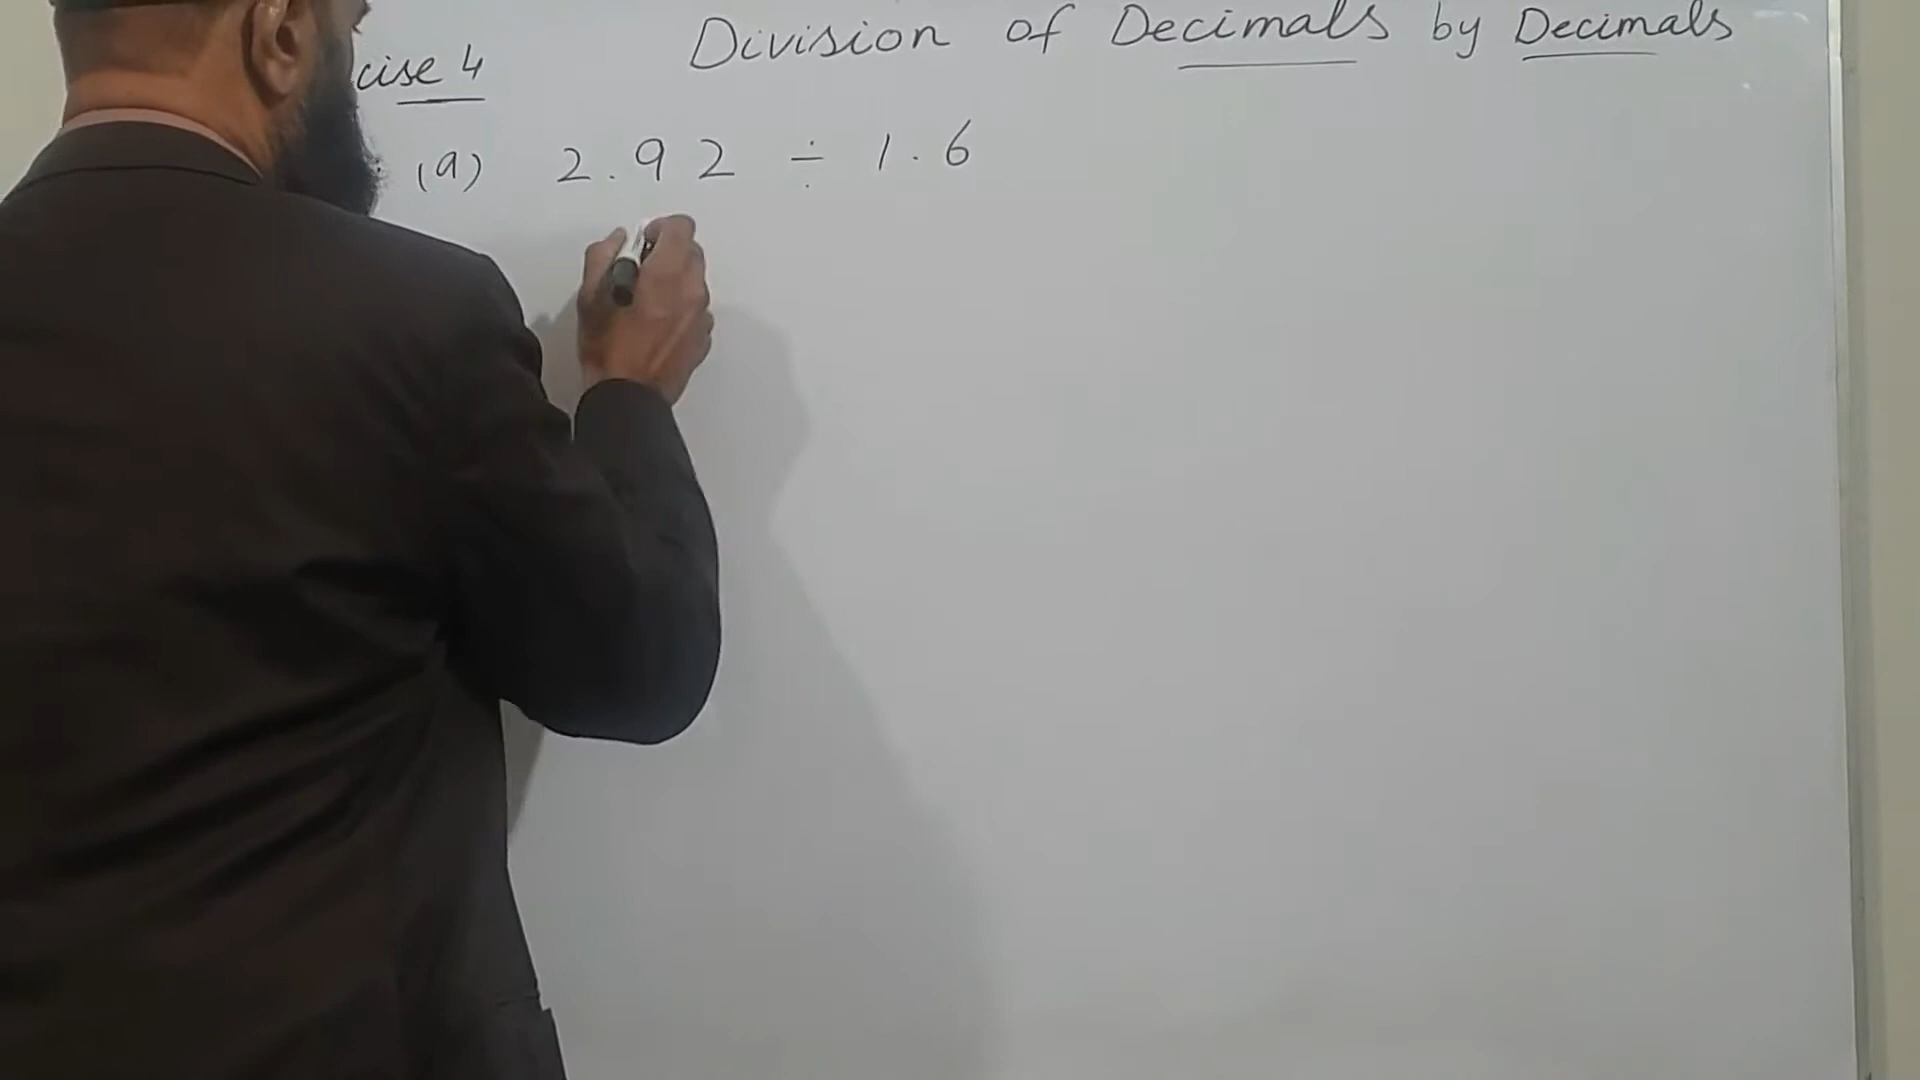 Division of Decimals by Decimals
cise 4
(a) 2.92 ÷ 1.6